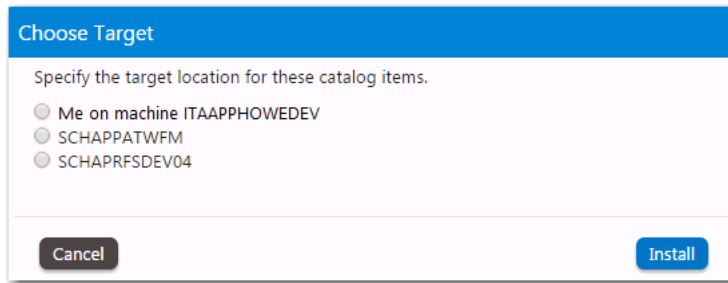 Choose Target
Specify the target location for these catalog items.
Me on machine ITAAPPHOWEDEV
SCHAPPATWFM
SCHAPRFSDEV04
Cancel
Install